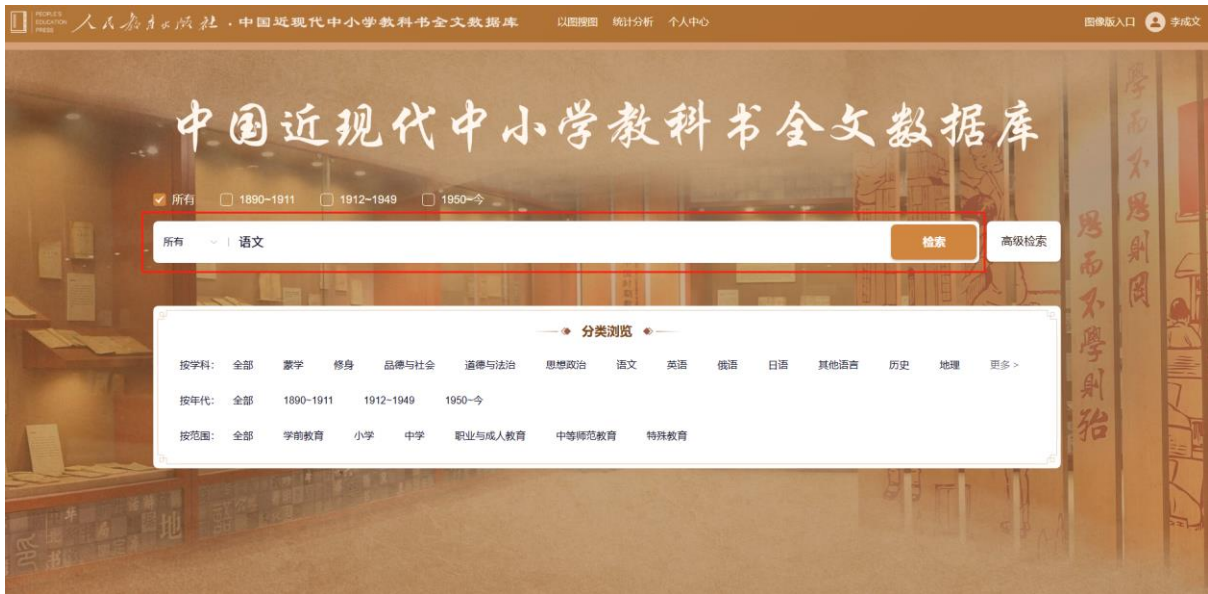 PEOPLE'S EDUCATION PRESS 人民教育出版社 · 中国近现代中小学教科书全文数据库 以图搜图 统计分析 个人中心 图像版入口 李成文
中国近现代中小学教科书全文数据库
所有 1890~1911 1912~1949 1950~今
所有 语文 检索 高级检索
分类浏览
按学科: 全部 蒙学 修身 品德与社会 道德与法治 思想政治 语文 英语 俄语 日语 其他语言 历史 地理 更多 >
按年代: 全部 1890~1911 1912~1949 1950~今
按范围: 全部 学前教育 小学 中学 职业与成人教育 中等师范教育 特殊教育
學而不思則罔
思而不學則殆
地